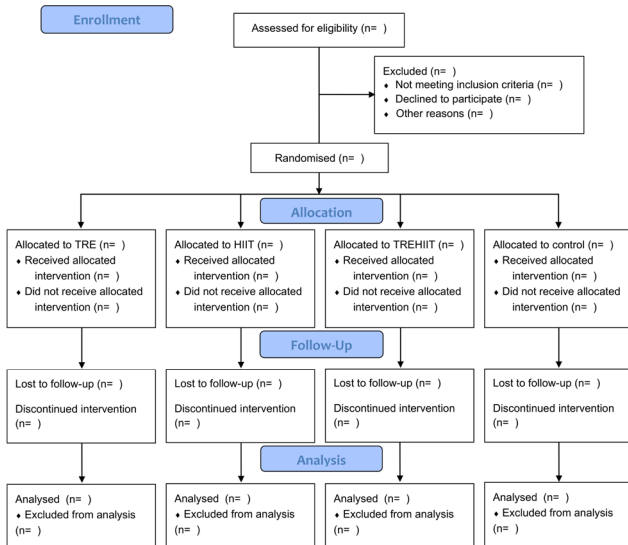 Enrollment
Assessed for eligibility (n= )
Excluded (n= )
♦ Not meeting inclusion criteria (n= )
♦ Declined to participate (n= )
♦ Other reasons (n= )
Randomised (n= )
Allocation
Allocated to TRE (n= )
♦ Received allocated
intervention (n= )
♦ Did not receive allocated
intervention (n= )
Allocated to HIIT (n= )
♦ Received allocated
intervention (n= )
♦ Did not receive allocated
intervention (n= )
Allocated to TREHIIT (n= )
♦ Received allocated
intervention (n= )
♦ Did not receive allocated
intervention (n= )
Allocated to control (n= )
♦ Received allocated
intervention (n= )
♦ Did not receive allocated
intervention (n= )
Follow-Up
Lost to follow-up (n= )
Discontinued intervention
(n= )
Lost to follow-up (n= )
Discontinued intervention
(n= )
Lost to follow-up (n= )
Discontinued intervention
(n= )
Lost to follow-up (n= )
Discontinued intervention
(n= )
Analysis
Analysed (n= )
♦ Excluded from analysis
(n= )
Analysed (n= )
♦ Excluded from analysis
(n= )
Analysed (n= )
♦ Excluded from analysis
(n= )
Analysed (n= )
♦ Excluded from analysis
(n= )